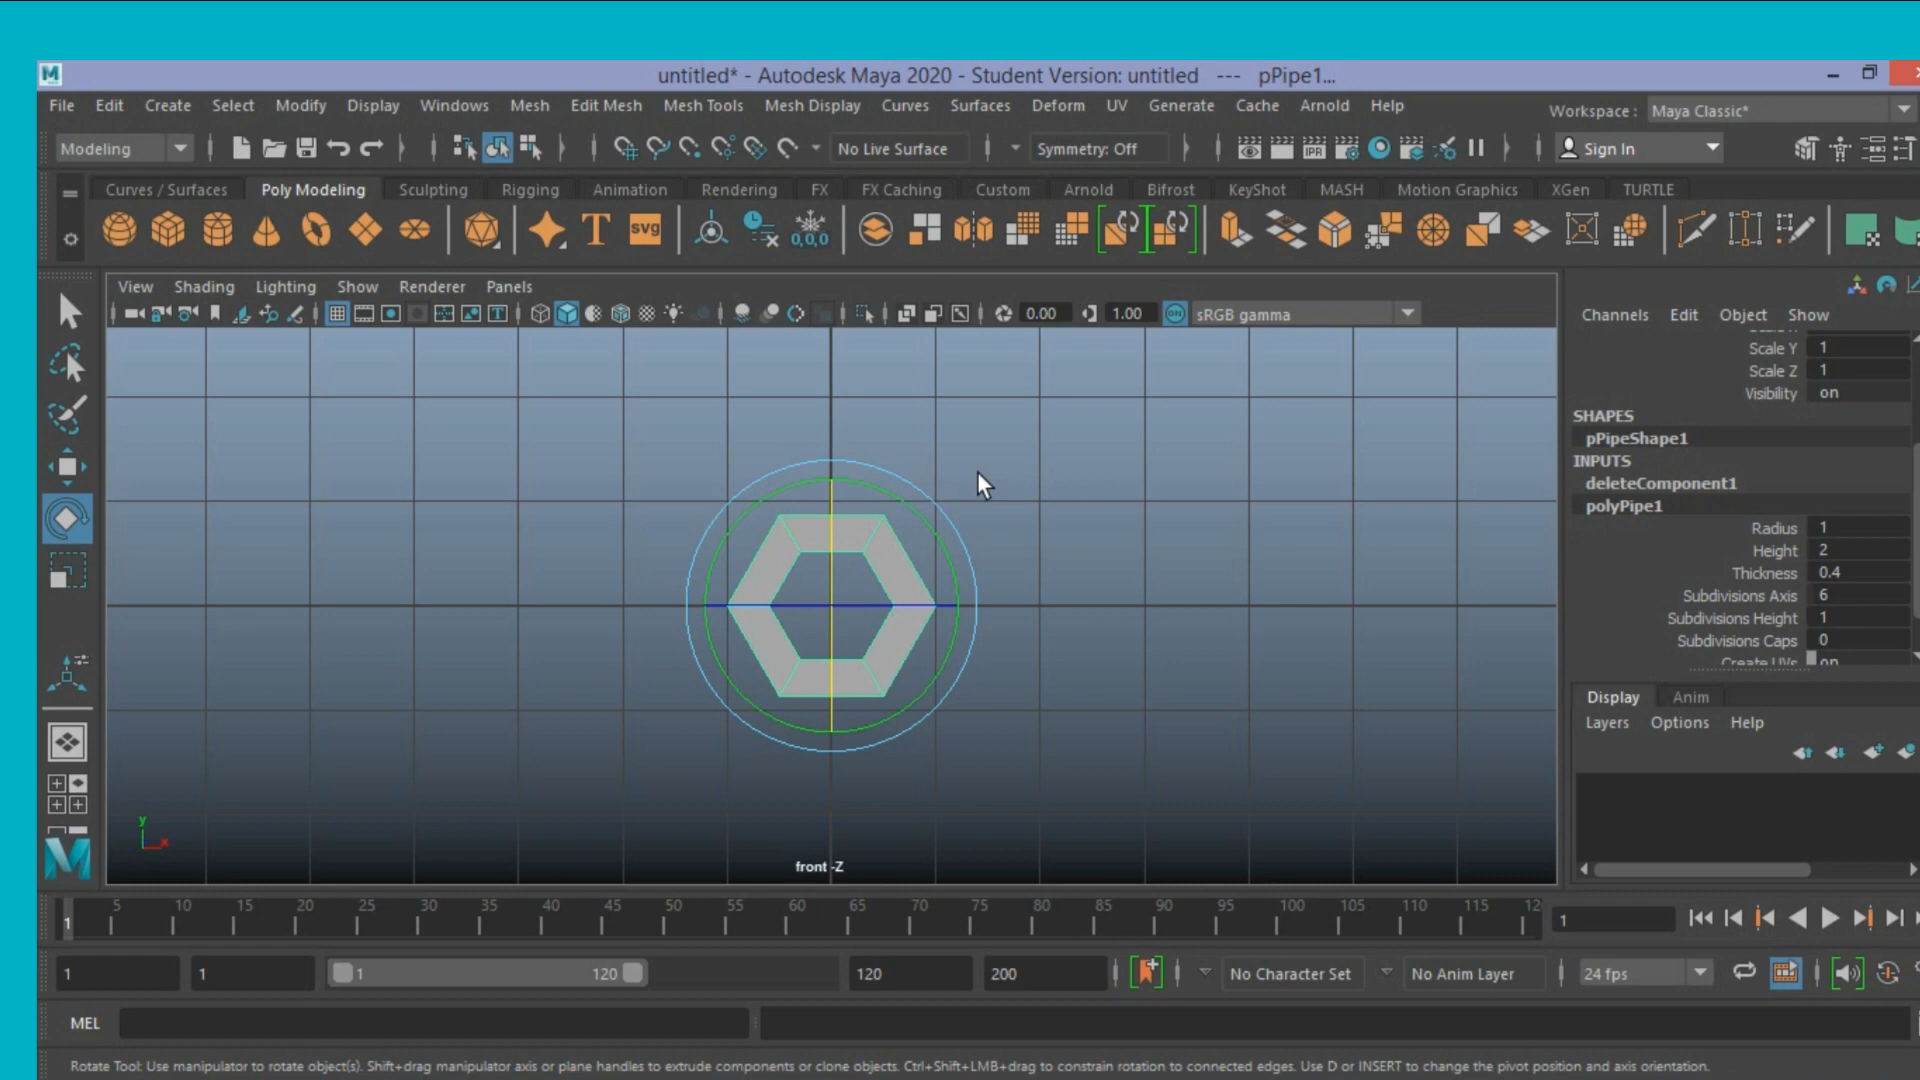 untitled* - Autodesk Maya 2020 - Student Version: untitled --- pPipe1...
File Edit Create Select Modify Display Windows Mesh Edit Mesh Mesh Tools Mesh Display Curves Surfaces Deform UV Generate Cache Arnold Help
Workspace : Maya Classic*
Modeling No Live Surface Symmetry: Off IPR Sign In
Curves / Surfaces Poly Modeling Sculpting Rigging Animation Rendering FX FX Caching Custom Arnold Bifrost KeyShot MASH Motion Graphics XGen TURTLE
T SVG 0,0,0
View Shading Lighting Show Renderer Panels
T 0.00 1.00 ON sRGB gamma
Channels Edit Object Show
Scale Y 1
Scale Z 1
Visibility on
SHAPES
pPipeShape1
INPUTS
deleteComponent1
polyPipe1
Radius 1
Height 2
Thickness 0.4
Subdivisions Axis 6
Subdivisions Height 1
Subdivisions Caps 0
Create UVs on
Display Anim
Layers Options Help
y
x
front -Z
M
5 10 15 20 25 30 35 40 45 50 55 60 65 70 75 80 85 90 95 100 105 110 115 12
1 1
1 1 1 120 120 200 No Character Set No Anim Layer 24 fps
MEL
Rotate Tool: Use manipulator to rotate object(s). Shift+drag manipulator axis or plane handles to extrude components or clone objects. Ctrl+Shift+LMB+drag to constrain rotation to connected edges. Use D or INSERT to change the pivot position and axis orientation.